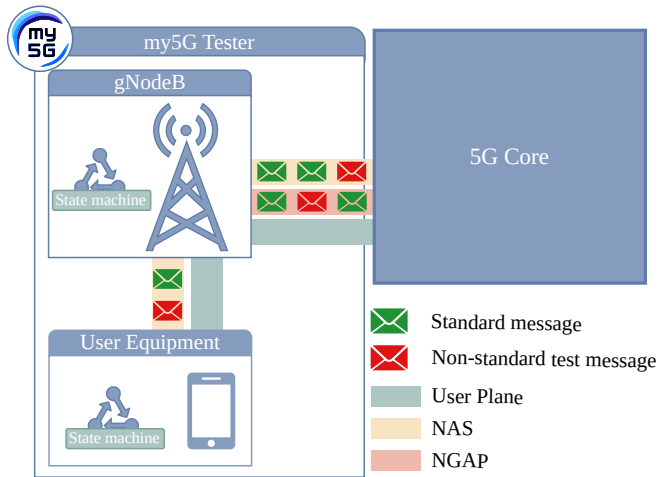 my
5G
my5G Tester
gNodeB
State machine
5G Core
User Equipment
State machine
Standard message
Non-standard test message
User Plane
NAS
NGAP